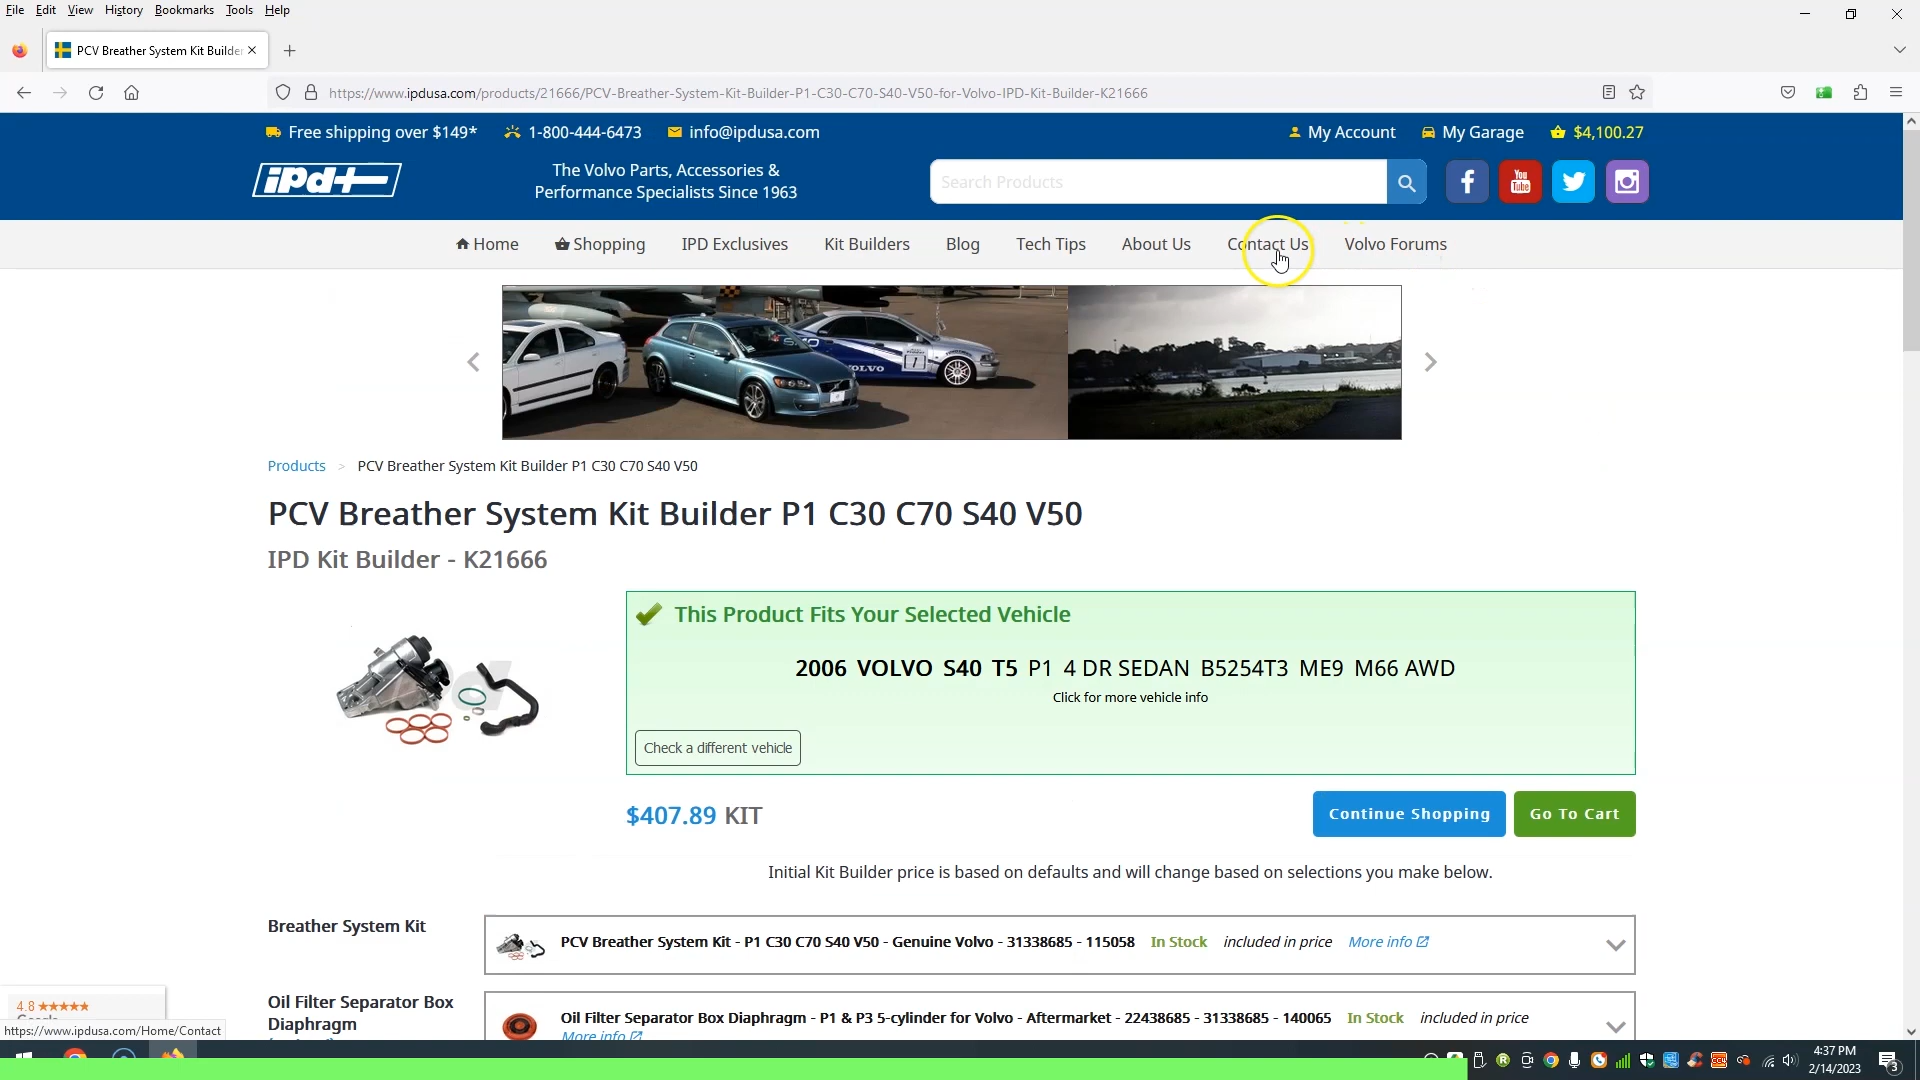 File Edit View History Bookmarks Tools Help
PCV Breather System Kit Builder
https://www.ipdusa.com/products/21666/PCV-Breather-System-Kit-Builder-P1-C30-C70-S40-V50-for-Volvo-IPD-Kit-Builder-K21666
Free shipping over $149* 1-800-444-6473 info@ipdusa.com My Account My Garage $4,100.27
ipd
The Volvo Parts, Accessories &
Performance Specialists Since 1963
Search Products
You
Tube
Home Shopping IPD Exclusives Kit Builders Blog Tech Tips About Us Contact Us Volvo Forums
VOLVO
1
Products > PCV Breather System Kit Builder P1 C30 C70 S40 V50
PCV Breather System Kit Builder P1 C30 C70 S40 V50
IPD Kit Builder - K21666
This Product Fits Your Selected Vehicle
2006 VOLVO S40 T5 P1 4 DR SEDAN B5254T3 ME9 M66 AWD
Click for more vehicle info
Check a different vehicle
$407.89 KIT
Continue Shopping
Go To Cart
Initial Kit Builder price is based on defaults and will change based on selections you make below.
Breather System Kit
PCV Breather System Kit - P1 C30 C70 S40 V50 - Genuine Volvo - 31338685 - 115058 In Stock included in price More info
Oil Filter Separator Box
Diaphragm
Oil Filter Separator Box Diaphragm - P1 & P3 5-cylinder for Volvo - Aftermarket - 22438685 - 31338685 - 140065 In Stock included in price
More info
4.8 ★★★★★
https://www.ipdusa.com/Home/Contact
4:37 PM
2/14/2023
3